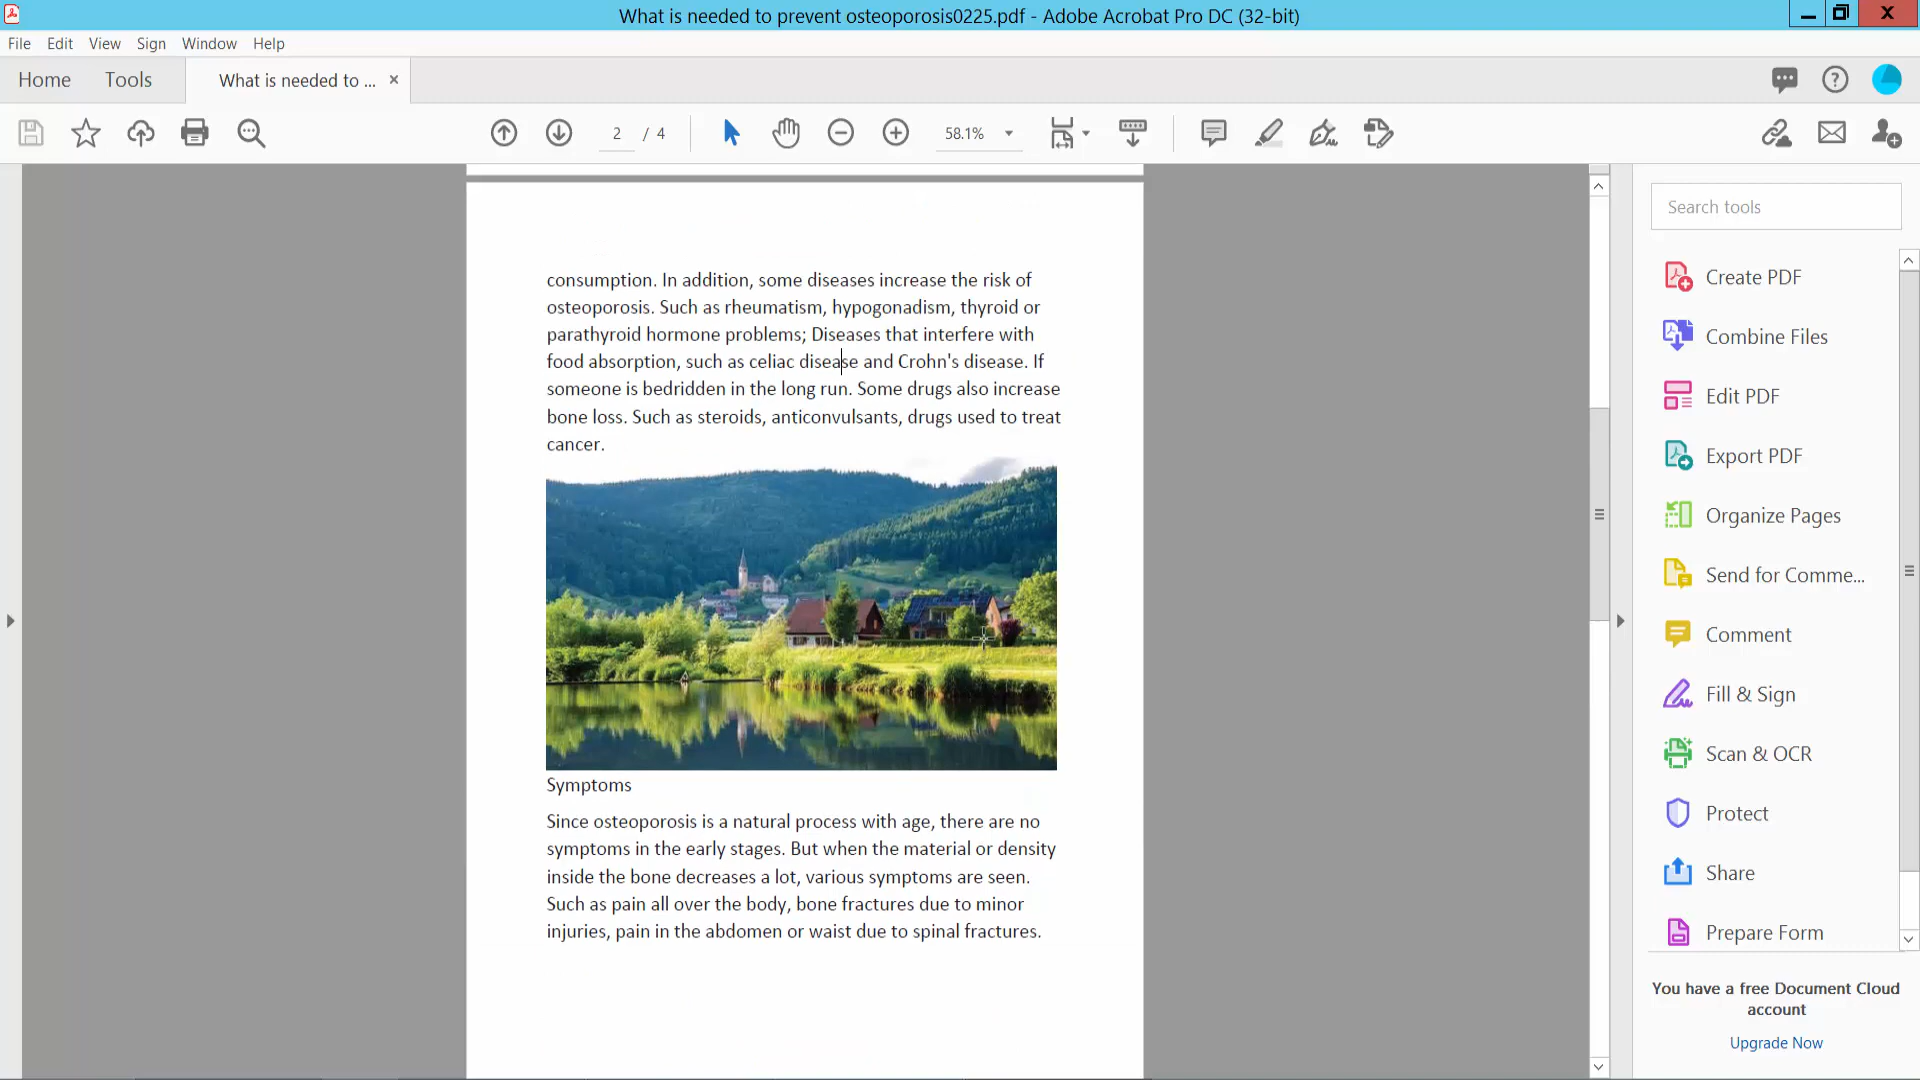 What is needed to prevent osteoporosis0225.pdf - Adobe Acrobat Pro DC (32-bit)
File Edit View Sign Window Help
Home Tools What is needed to ... ×
2 / 4 58.1%
Search tools
Create PDF
Combine Files
Edit PDF
Export PDF
Organize Pages
Send for Comme...
Comment
Fill & Sign
Scan & OCR
Protect
Share
Prepare Form
You have a free Document Cloud
account
Upgrade Now
consumption. In addition, some diseases increase the risk of
osteoporosis. Such as rheumatism, hypogonadism, thyroid or
parathyroid hormone problems; Diseases that interfere with
food absorption, such as celiac disease and Crohn's disease. If
someone is bedridden in the long run. Some drugs also increase
bone loss. Such as steroids, anticonvulsants, drugs used to treat
cancer.
Symptoms
Since osteoporosis is a natural process with age, there are no
symptoms in the early stages. But when the material or density
inside the bone decreases a lot, various symptoms are seen.
Such as pain all over the body, bone fractures due to minor
injuries, pain in the abdomen or waist due to spinal fractures.